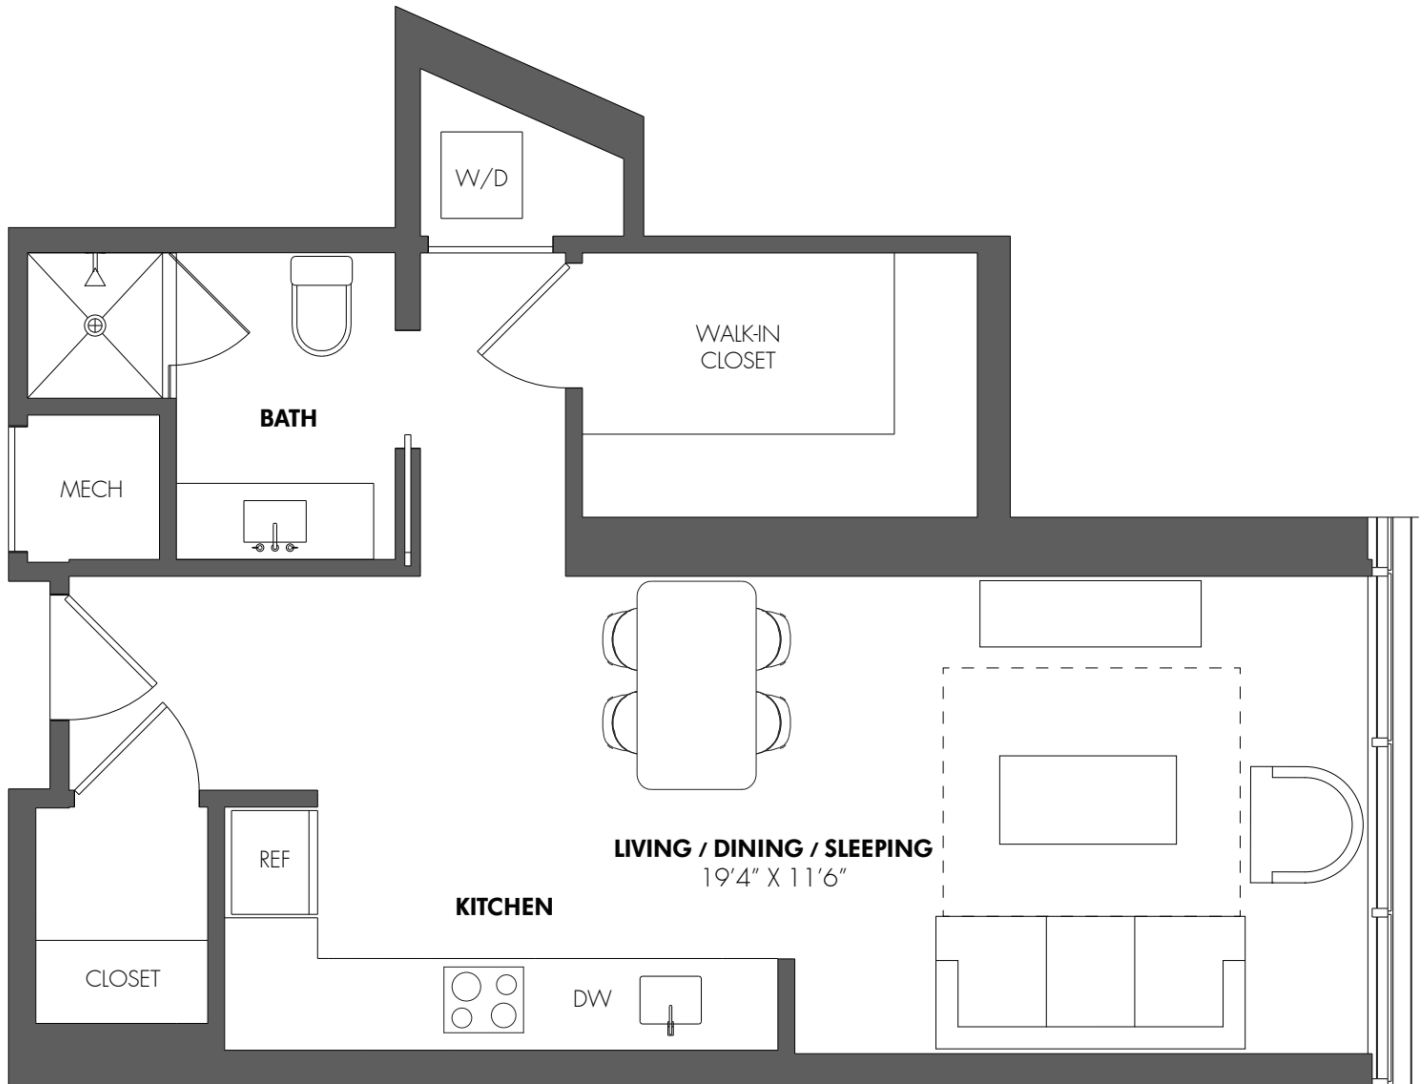 W/D
WALK-IN
CLOSET
BATH
MECH
LIVING / DINING / SLEEPING
19'4" X 11'6"
REF
KITCHEN
CLOSET
DW